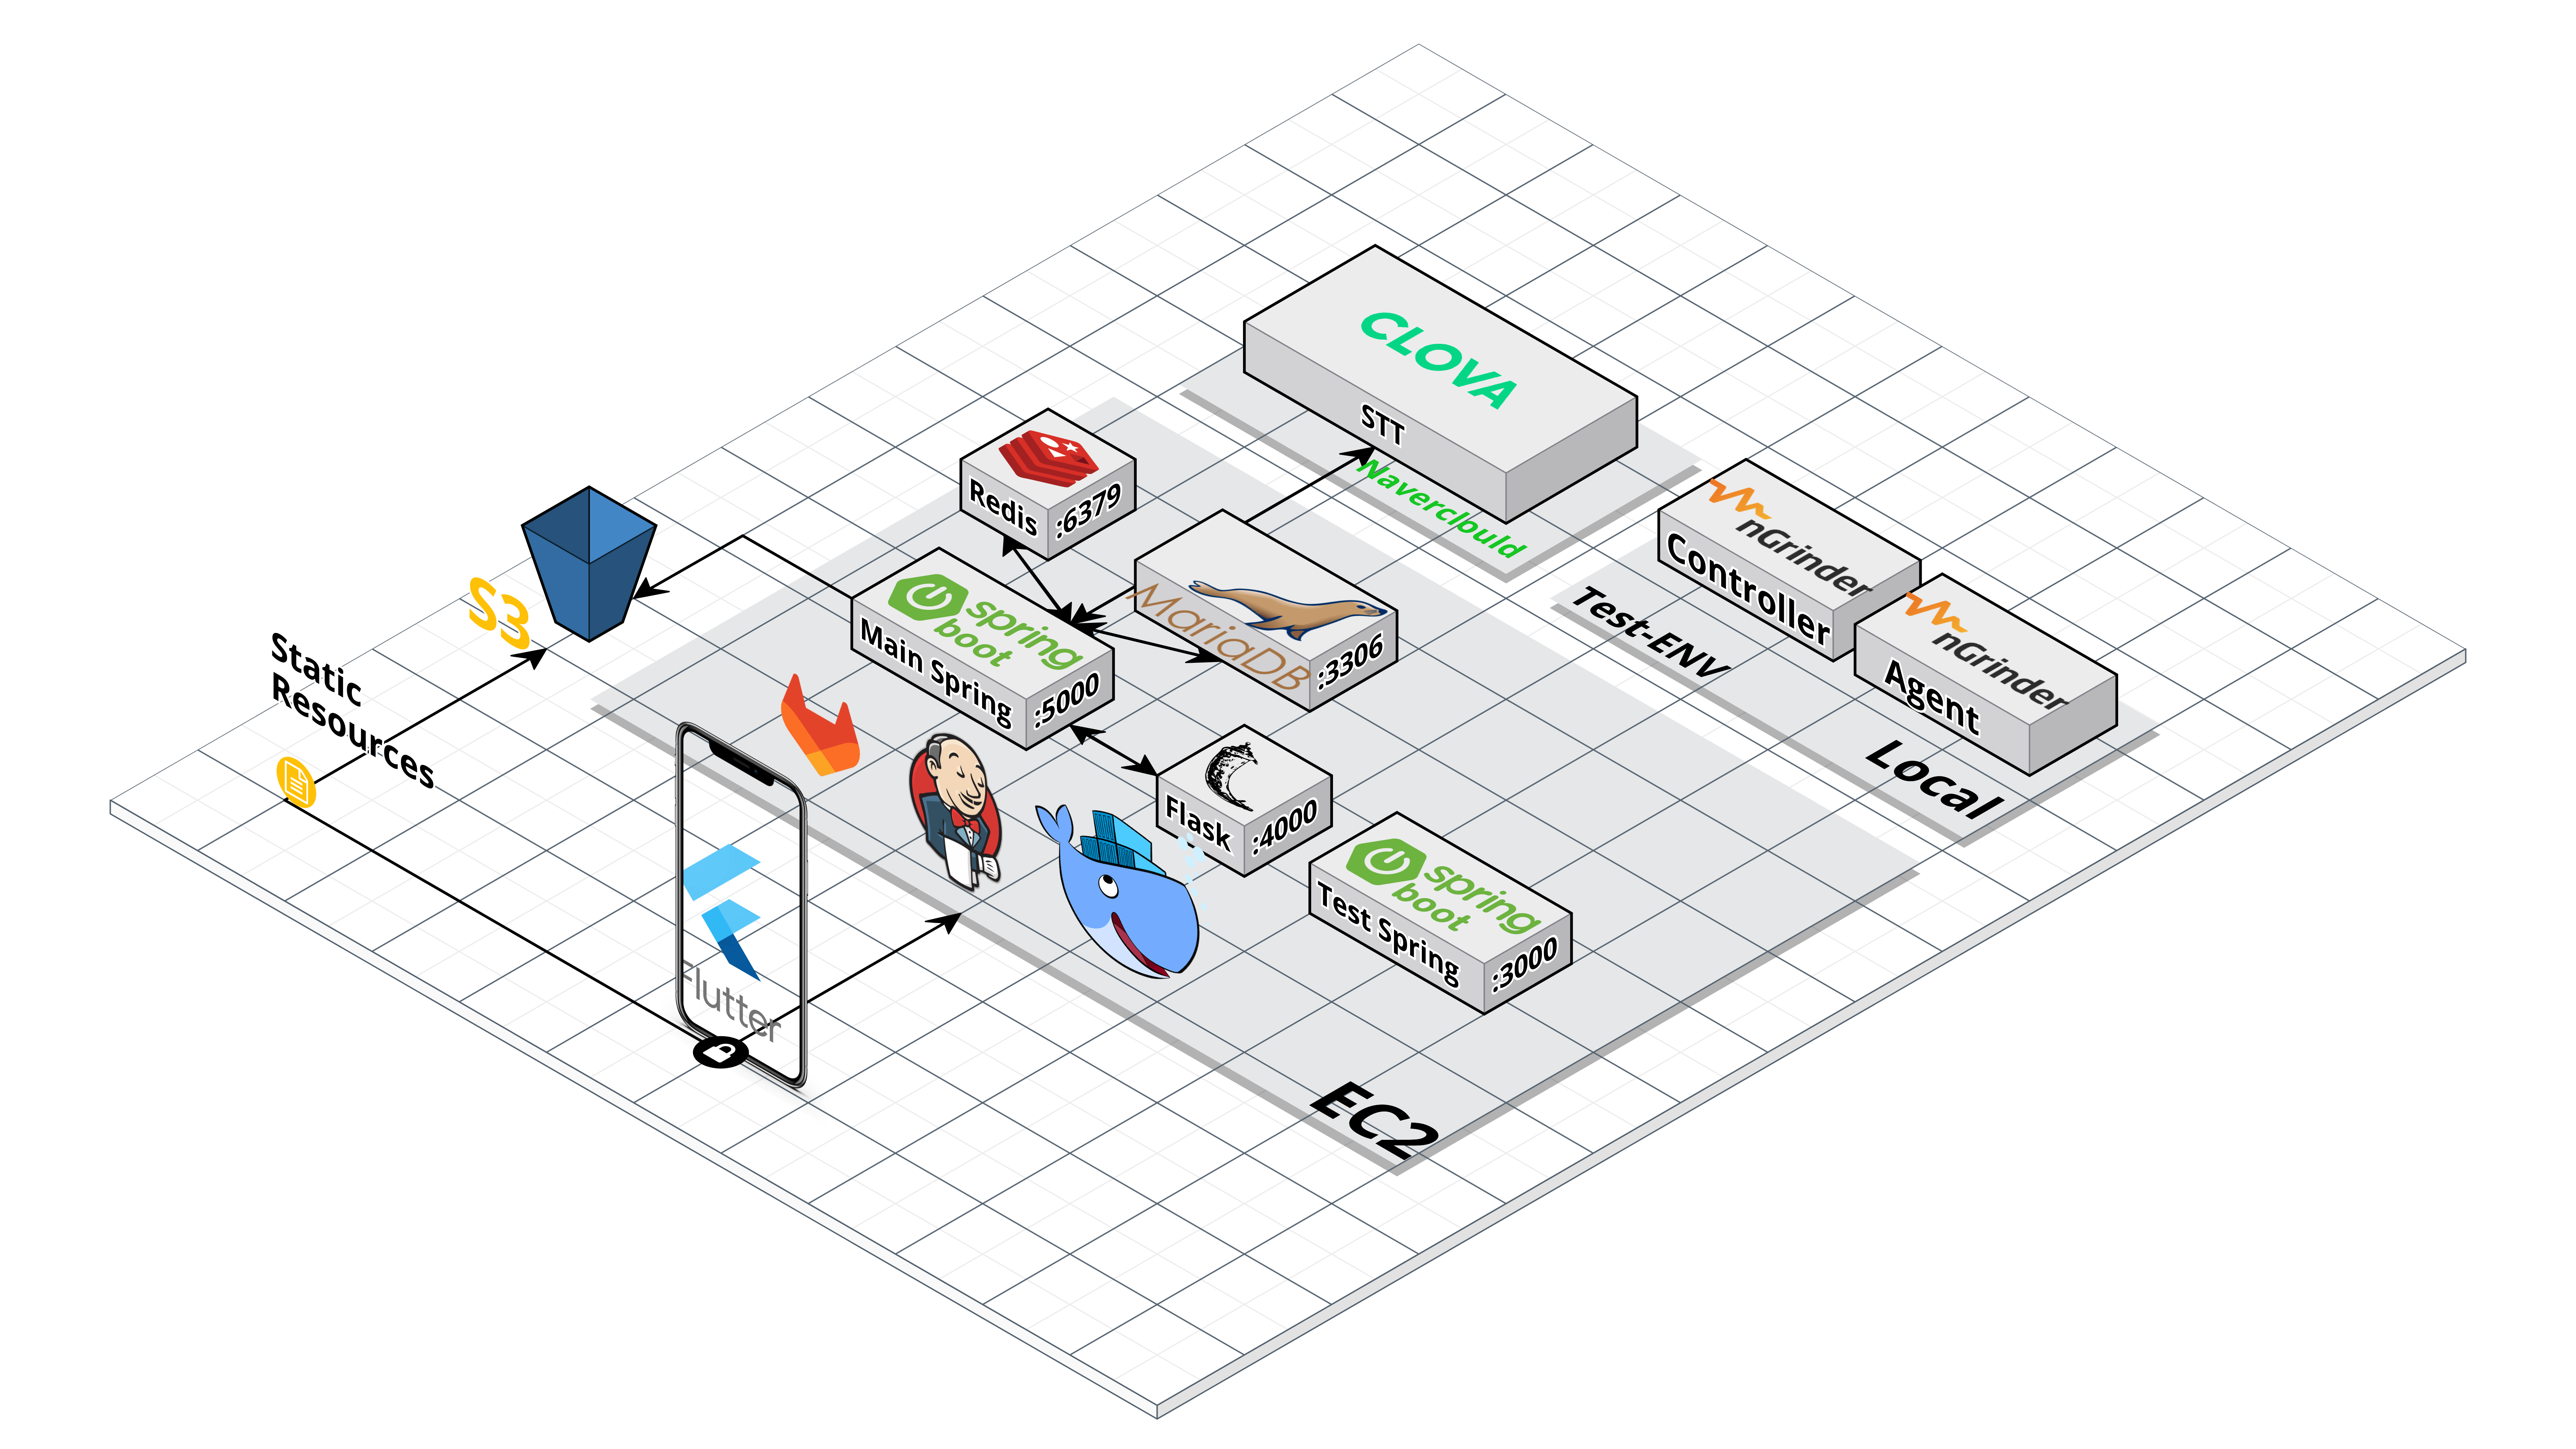 CLOVA
STT
Navercloud
Redis
:6379
nGrinder
Controller
S3
spring
boot
Main Spring
:5000
MariaDB
:3306
Test-ENV
nGrinder
Agent
Static
Resources
Local
Flask
:4000
spring
boot
Test Spring
:3000
Flutter
EC2